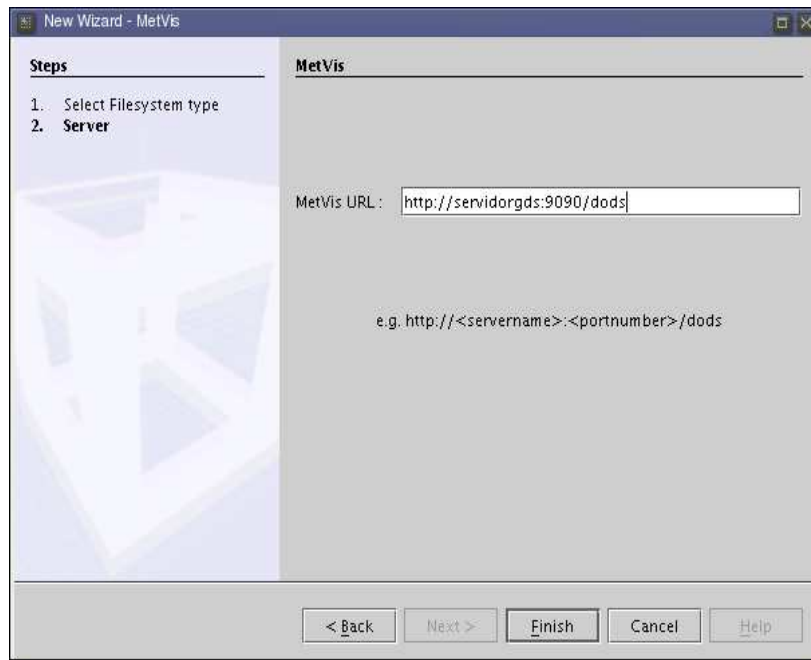 New Wizard - MetVis
Steps
1. Select Filesystem type
2. Server
MetVis
MetVis URL : http://servidorgds:9090/dods
e.g. http://<servername>:<portnumber>/dods
< Back
Next >
Finish
Cancel
Help